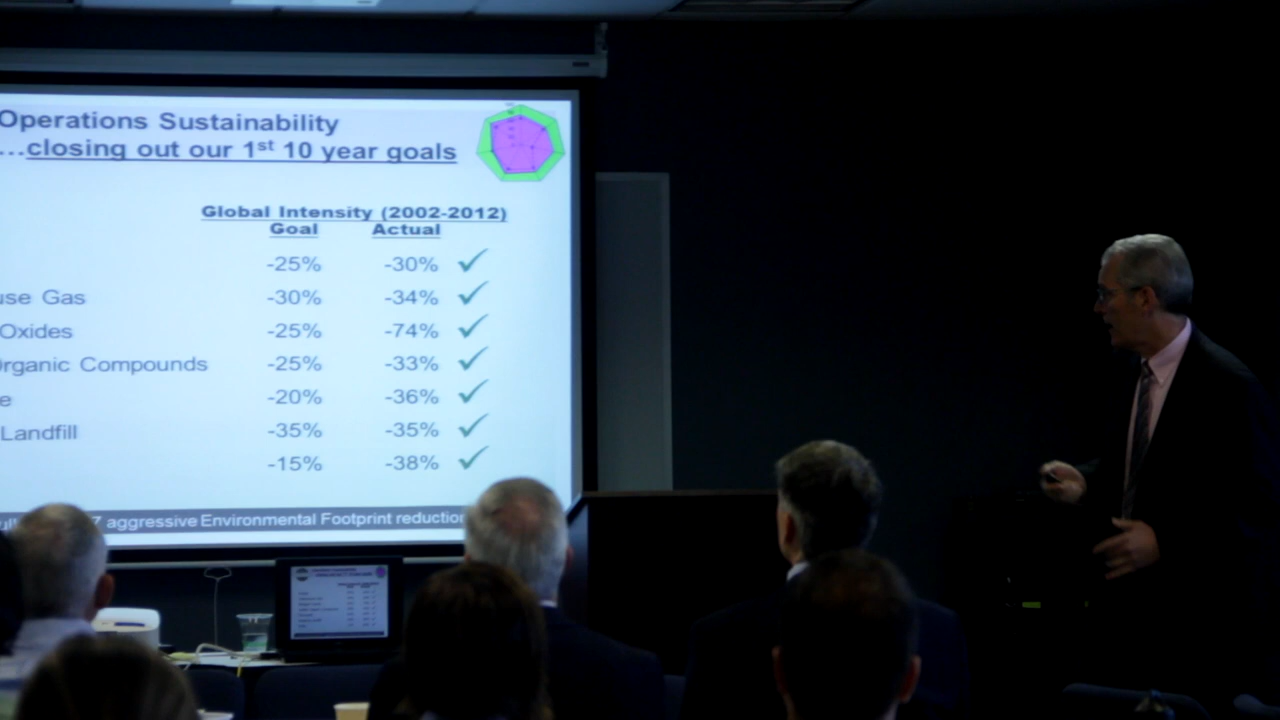 Operations Sustainability
...closing out our 1st 10 year goals
Global Intensity (2002-2012)
Goal Actual
-25% -30% ✓
use Gas -30% -34% ✓
Oxides -25% -74% ✓
Organic Compounds -25% -33% ✓
e -20% -36% ✓
Landfill -35% -35% ✓
-15% -38% ✓
7 aggressive Environmental Footprint reduction